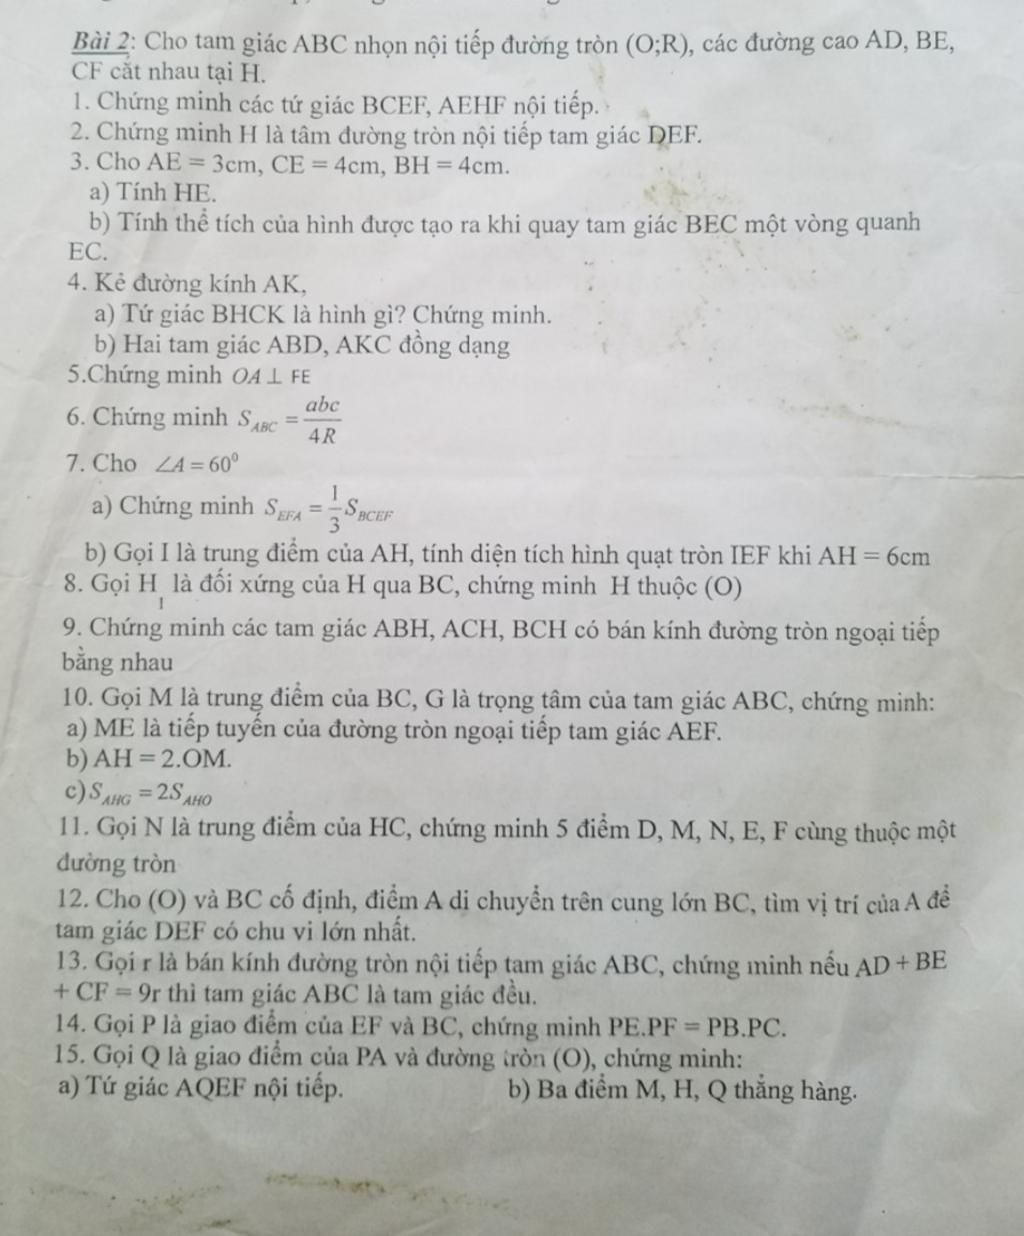 Bài 2: Cho tam giác ABC nhọn nội tiếp đường tròn (O;R), các đường cao AD, BE,
CF cắt nhau tại H.
1. Chứng minh các tứ giác BCEF, AEHF nội tiếp.
2. Chứng minh H là tâm đường tròn nội tiếp tam giác DEF.
3. Cho AE = 3cm, CE = 4cm, BH = 4cm.
a) Tính HE.
b) Tính thể tích của hình được tạo ra khi quay tam giác BEC một vòng quanh
EC.
4. Kẻ đường kính AK,
a) Tứ giác BHCK là hình gì? Chứng minh.
b) Hai tam giác ABD, AKC đồng dạng
5.Chứng minh OA ⊥ FE
6. Chứng minh S_ABC = abc/4R
7. Cho ∠A = 60⁰
a) Chứng minh S_EFA = 1/3 S_BCEF
b) Gọi I là trung điểm của AH, tính diện tích hình quạt tròn IEF khi AH = 6cm
8. Gọi H₁ là đối xứng của H qua BC, chứng minh H thuộc (O)
9. Chứng minh các tam giác ABH, ACH, BCH có bán kính đường tròn ngoại tiếp
bằng nhau
10. Gọi M là trung điểm của BC, G là trọng tâm của tam giác ABC, chứng minh:
a) ME là tiếp tuyến của đường tròn ngoại tiếp tam giác AEF.
b) AH = 2.OM.
c) S_AHG = 2S_AHO
11. Gọi N là trung điểm của HC, chứng minh 5 điểm D, M, N, E, F cùng thuộc một
đường tròn
12. Cho (O) và BC cố định, điểm A di chuyển trên cung lớn BC, tìm vị trí của A để
tam giác DEF có chu vi lớn nhất.
13. Gọi r là bán kính đường tròn nội tiếp tam giác ABC, chứng minh nếu AD + BE
+ CF = 9r thì tam giác ABC là tam giác đều.
14. Gọi P là giao điểm của EF và BC, chứng minh PE.PF = PB.PC.
15. Gọi Q là giao điểm của PA và đường tròn (O), chứng minh:
a) Tứ giác AQEF nội tiếp. b) Ba điểm M, H, Q thẳng hàng.